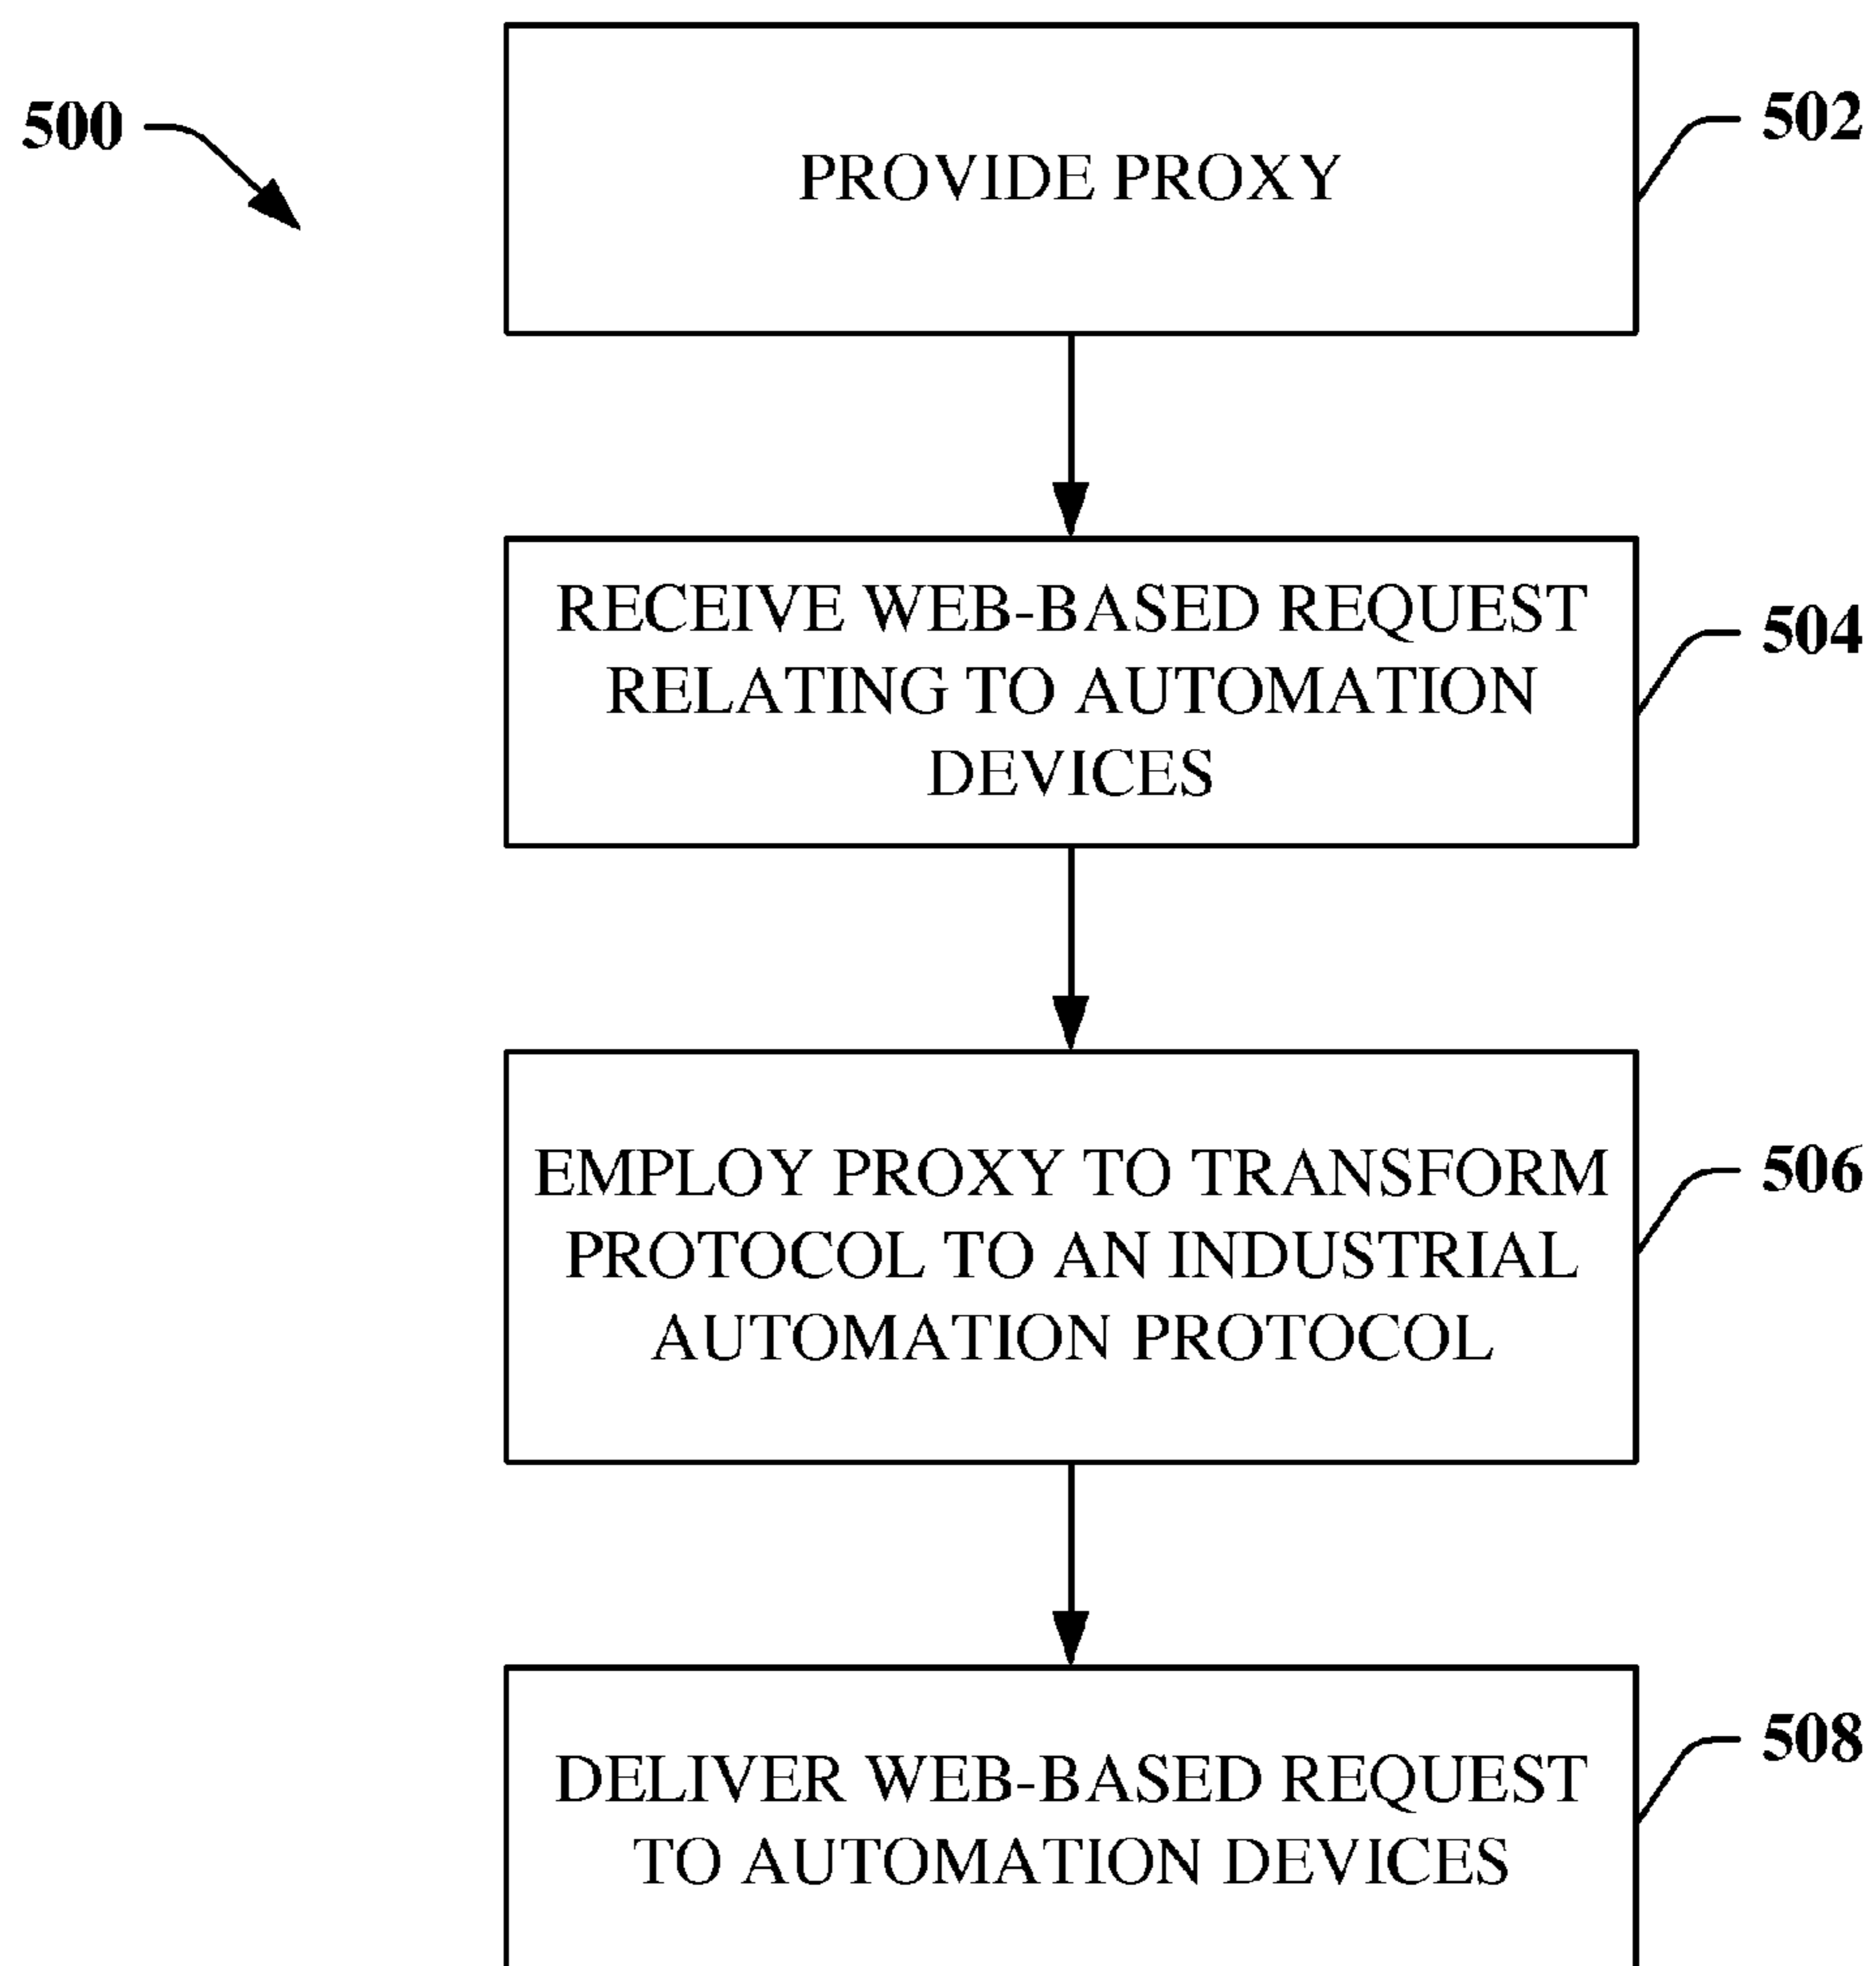 500
502
PROVIDE PROXY
RECEIVE WEB-BASED REQUEST
RELATING TO AUTOMATION
DEVICES
504
EMPLOY PROXY TO TRANSFORM
PROTOCOL TO AN INDUSTRIAL
AUTOMATION PROTOCOL
506
DELIVER WEB-BASED REQUEST
TO AUTOMATION DEVICES
508